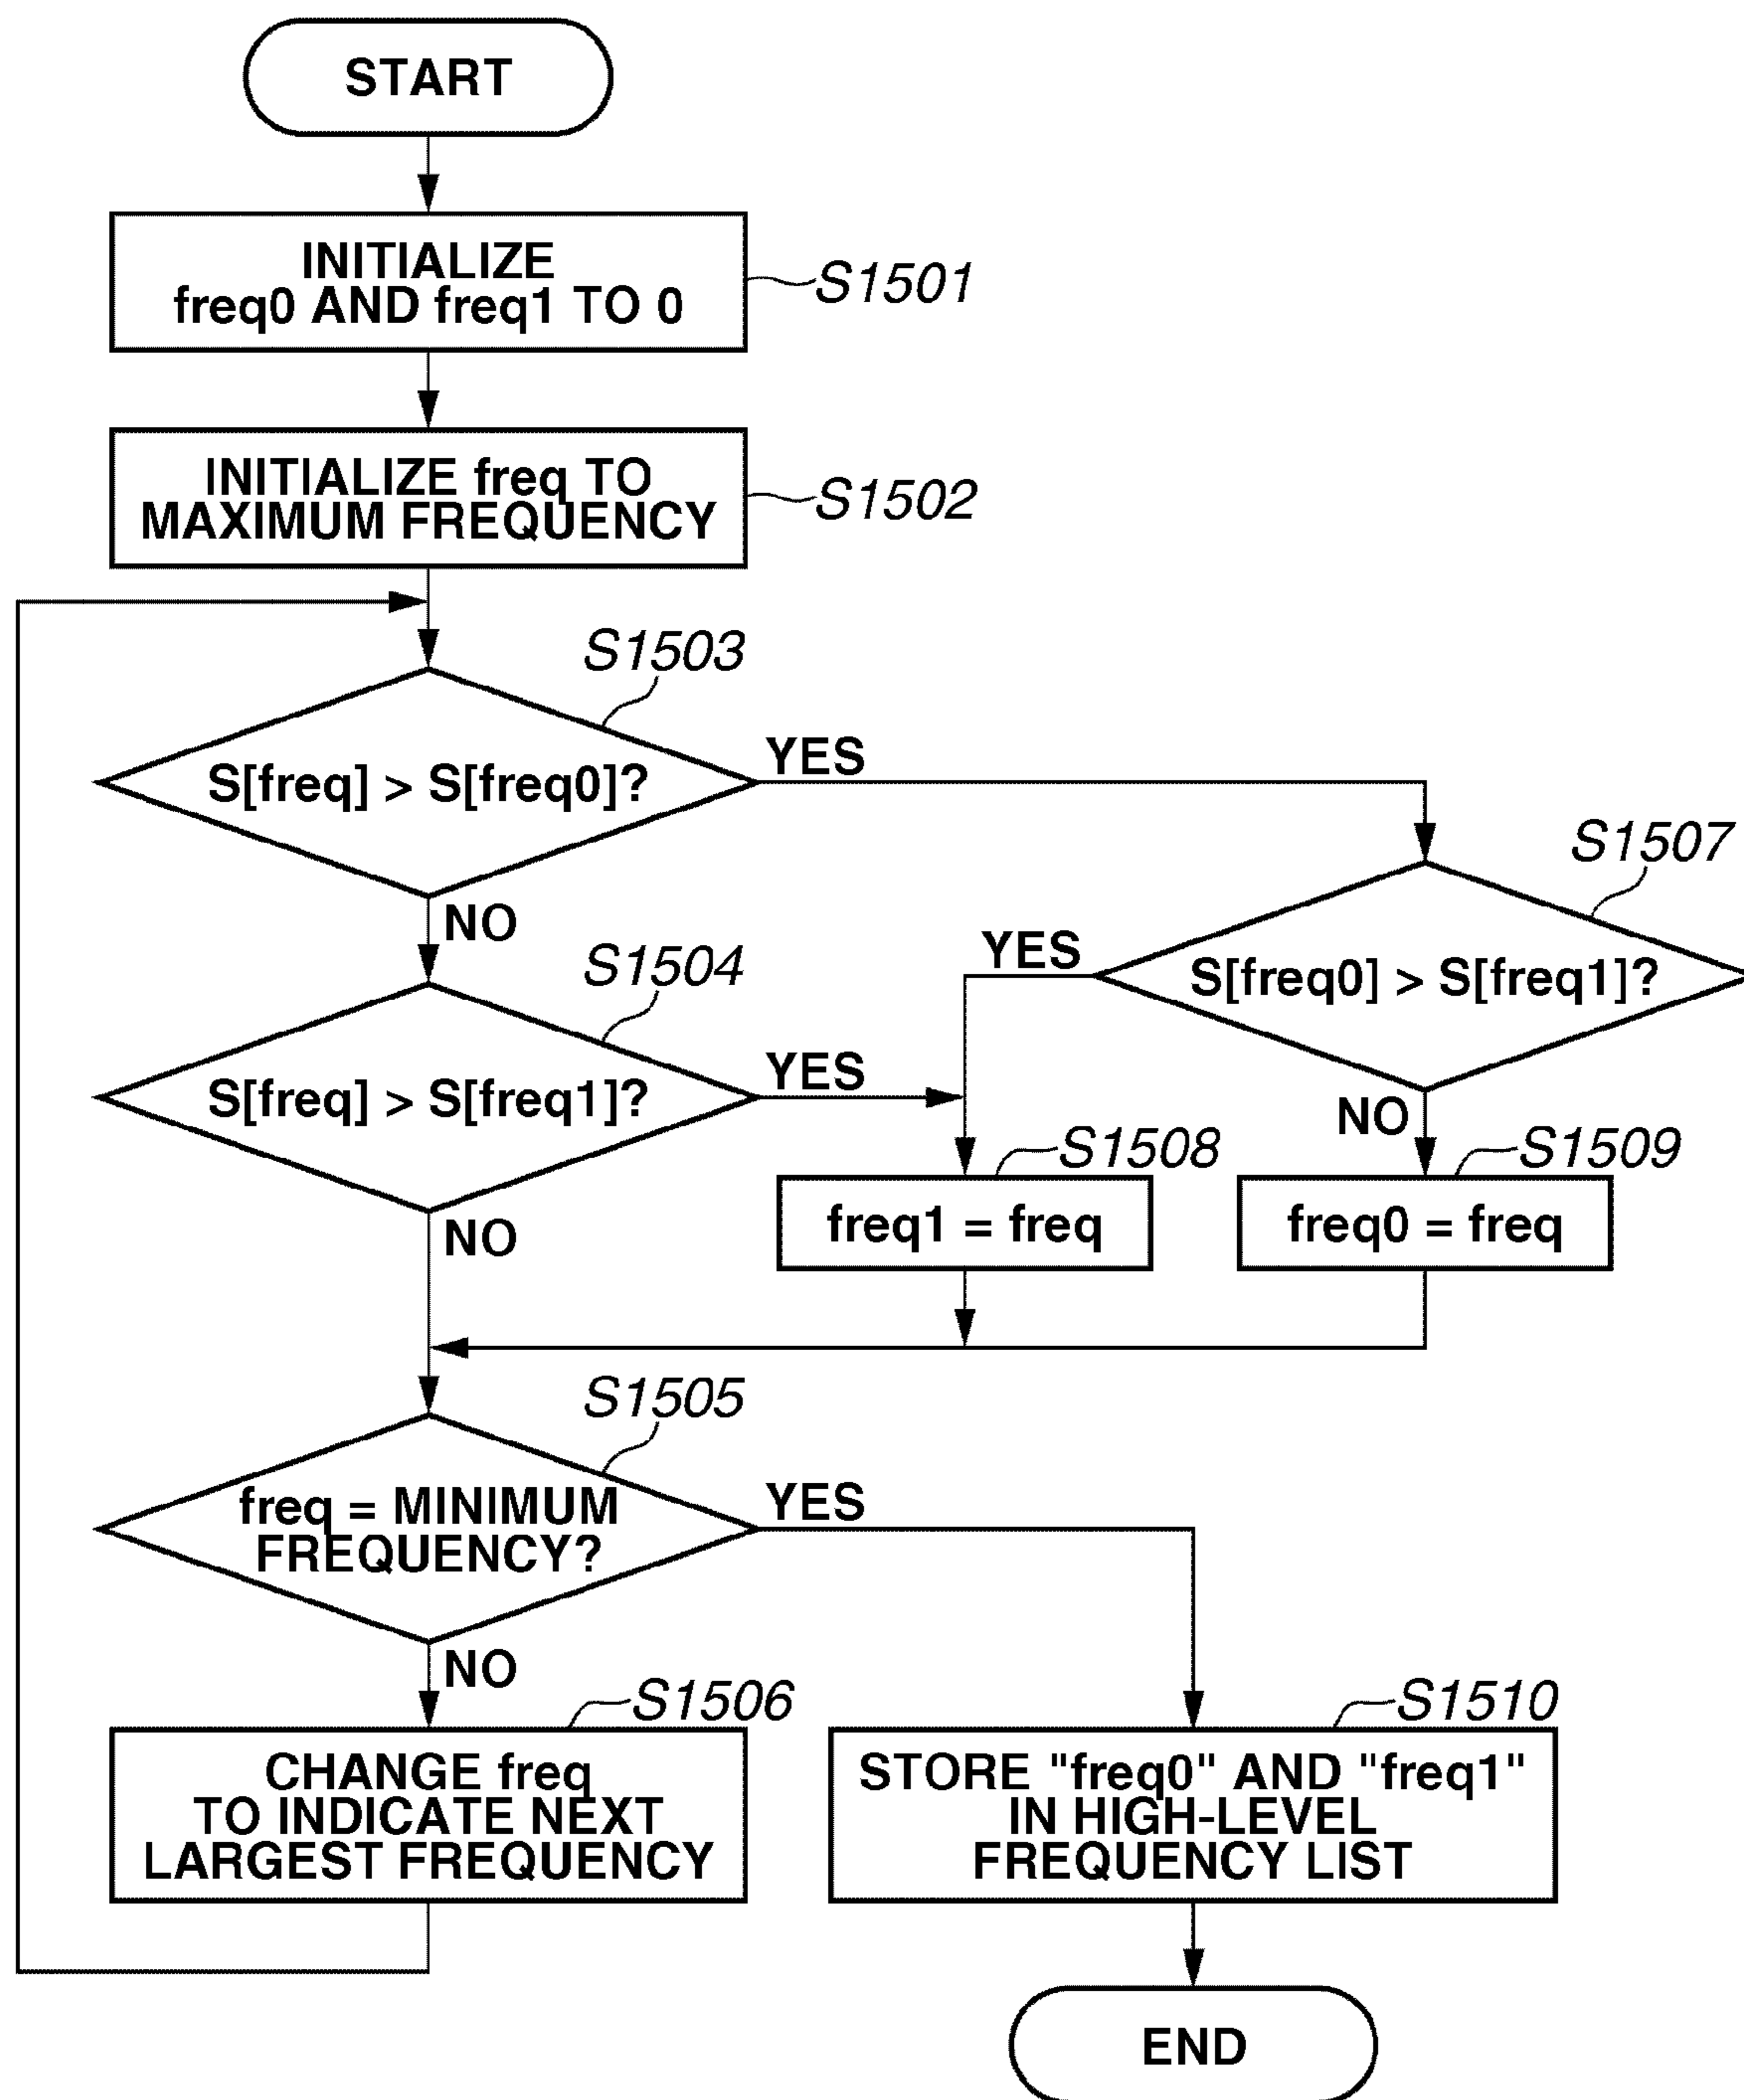 START
INITIALIZE
freq0 AND freq1 TO 0
S1501
INITIALIZE freq TO
MAXIMUM FREQUENCY
S1502
S1503
S[freq] > S[freq0]?
YES
NO
S1507
S[freq0] > S[freq1]?
YES
NO
S1504
S[freq] > S[freq1]?
YES
NO
S1508
freq1 = freq
S1509
freq0 = freq
S1505
freq = MINIMUM
FREQUENCY?
YES
NO
S1506
CHANGE freq
TO INDICATE NEXT
LARGEST FREQUENCY
S1510
STORE "freq0" AND "freq1"
IN HIGH-LEVEL
FREQUENCY LIST
END